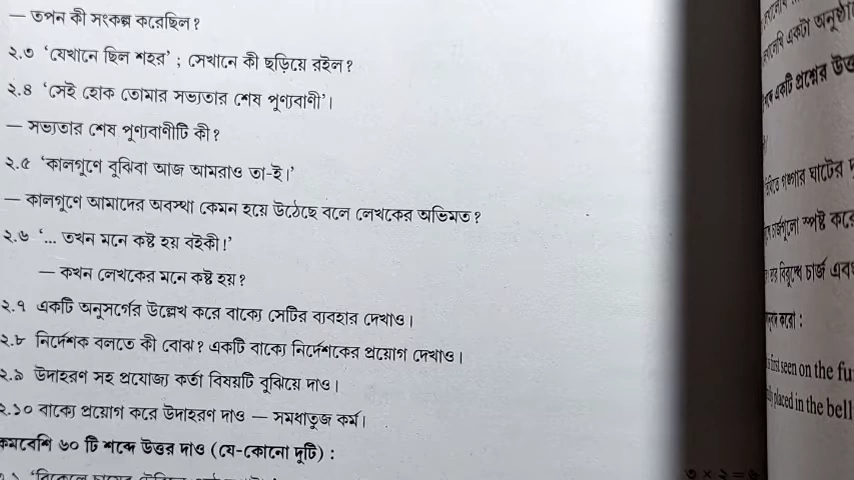 — তপন কী সংকল্প করেছিল?
২.৩ ‘যেখানে ছিল শহর’ ; সেখানে কী ছড়িয়ে রইল?
২.৪ ‘সেই হোক তোমার সভ্যতার শেষ পুণ্যবাণী’।
— সভ্যতার শেষ পুণ্যবাণীটি কী?
২.৫ ‘কালগুণে বুঝিবা আজ আমরাও তা-ই।’
— কালগুণে আমাদের অবস্থা কেমন হয়ে উঠেছে বলে লেখকের অভিমত?
২.৬ ‘... তখন মনে কষ্ট হয় বইকী!’
— কখন লেখকের মনে কষ্ট হয়?
২.৭ একটি অনুসর্গের উল্লেখ করে বাক্যে সেটির ব্যবহার দেখাও।
২.৮ নির্দেশক বলতে কী বোঝ? একটি বাক্যে নির্দেশকের প্রয়োগ দেখাও।
২.৯ উদাহরণ সহ প্রযোজ্য কর্তা বিষয়টি বুঝিয়ে দাও।
২.১০ বাক্যে প্রয়োগ করে উদাহরণ দাও — সমধাতুজ কর্ম।
কমবেশি ৬০ টি শব্দে উত্তর দাও (যে-কোনো দুটি) :
একটা
একটি প্রশ্নের
গঙ্গার ঘাটের
স্পষ্ট
বিরুদ্ধে চার্জ
করো :
first seen on the
placed in the